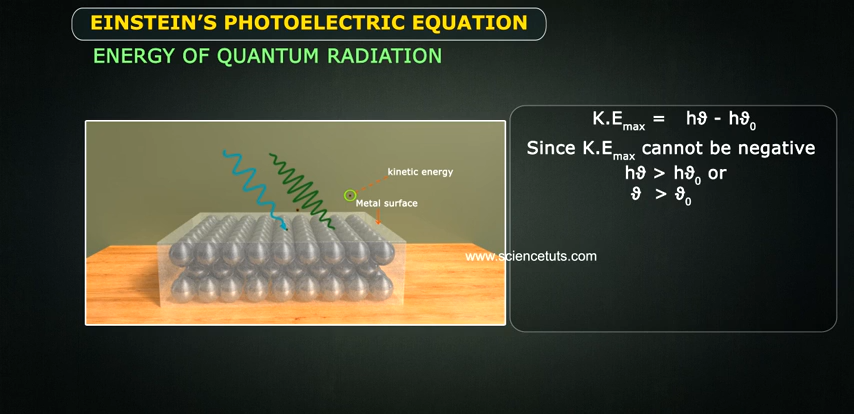 EINSTEIN'S PHOTOELECTRIC EQUATION
ENERGY OF QUANTUM RADIATION
kinetic energy
Metal surface
K.Emax = hϑ - hϑ0
Since K.Emax cannot be negative
hϑ > hϑ0 or
ϑ > ϑ0
www.sciencetuts.com